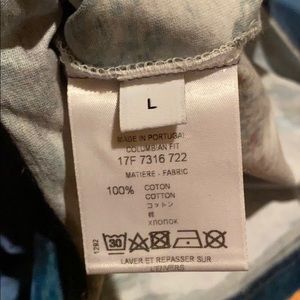 L
MADE IN PORTUGAL
COLUMBIAN FIT
17F 7316 722
MATIERE - FABRIC
100% COTON
COTTON
コットン
棉
ХЛОПОК
1292
30
LAVER ET REPASSER SUR
L'ENVERS